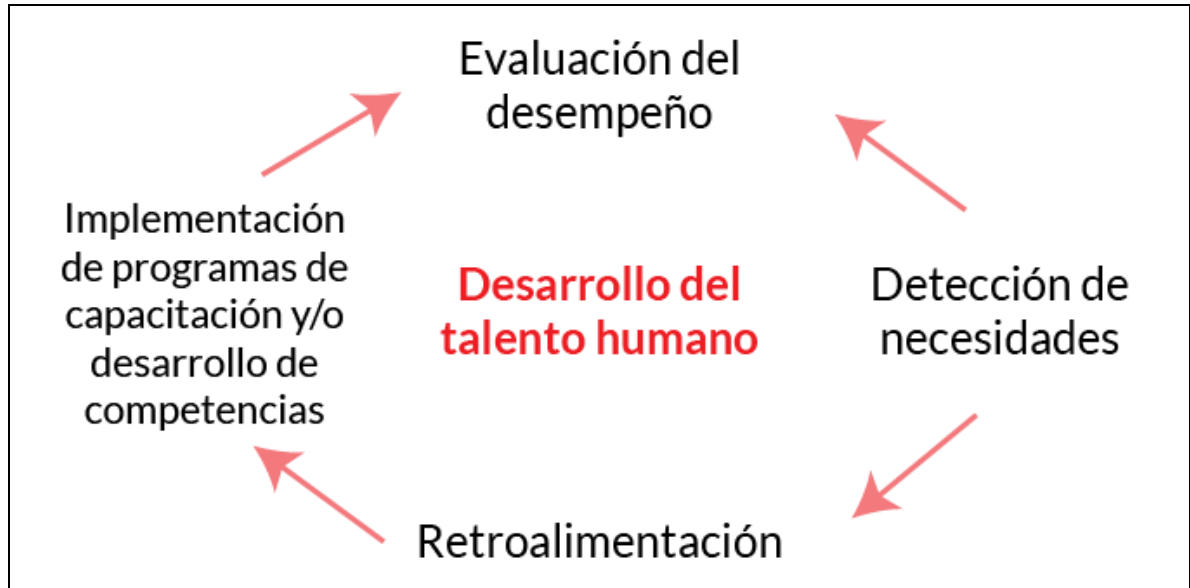 Evaluación del
desempeño
Implementación
de programas de
capacitación y/o
desarrollo de
competencias
Desarrollo del
talento humano
Detección de
necesidades
Retroalimentación